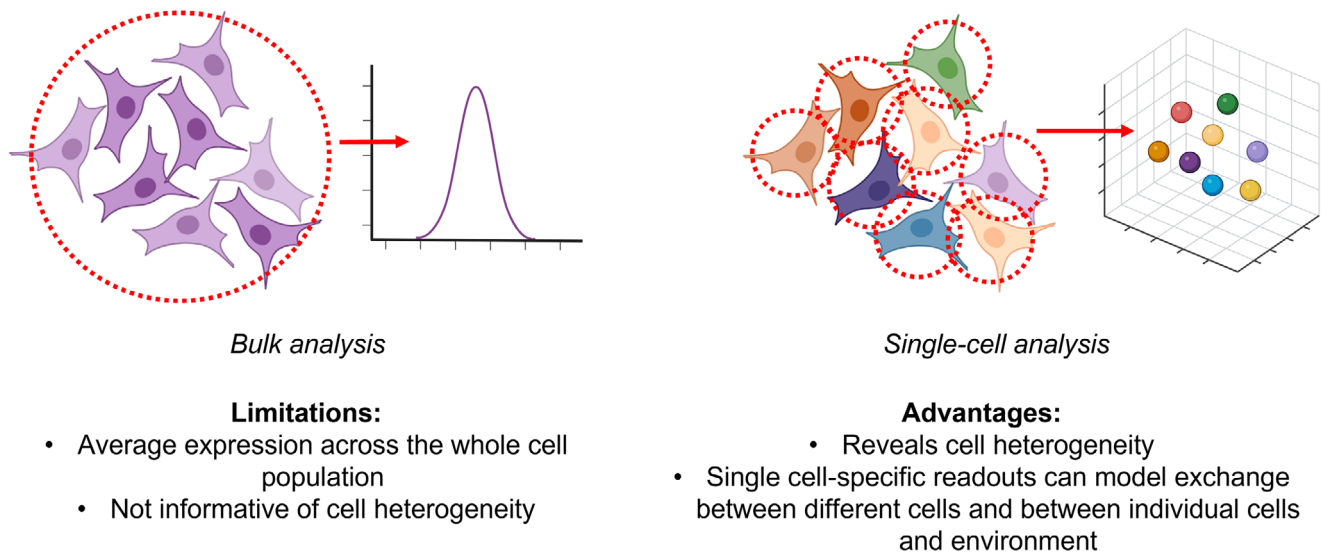 Bulk analysis
Limitations:
• Average expression across the whole cell
population
• Not informative of cell heterogeneity
Single-cell analysis
Advantages:
• Reveals cell heterogeneity
• Single cell-specific readouts can model exchange
between different cells and between individual cells
and environment